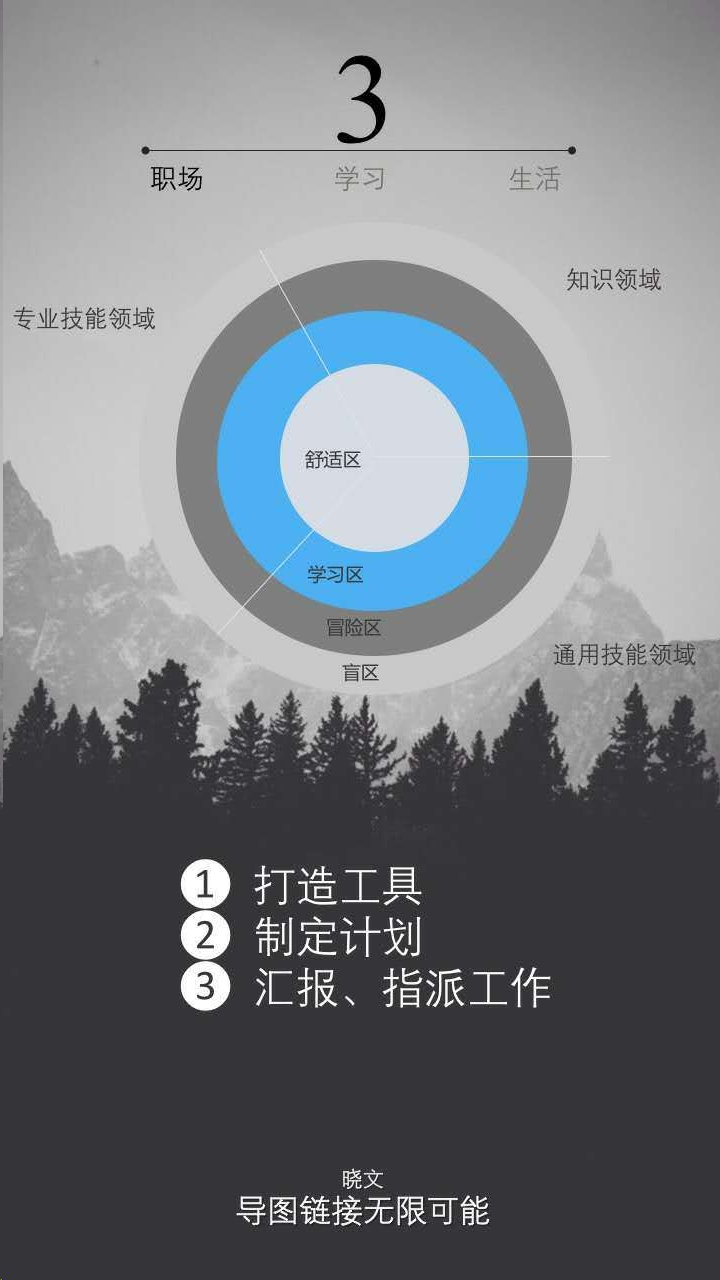 3
职场 学习 生活
知识领域
专业技能领域
舒适区
学习区
冒险区
通用技能领域
盲区
1 打造工具
2 制定计划
3 汇报、指派工作
晓文
导图链接无限可能